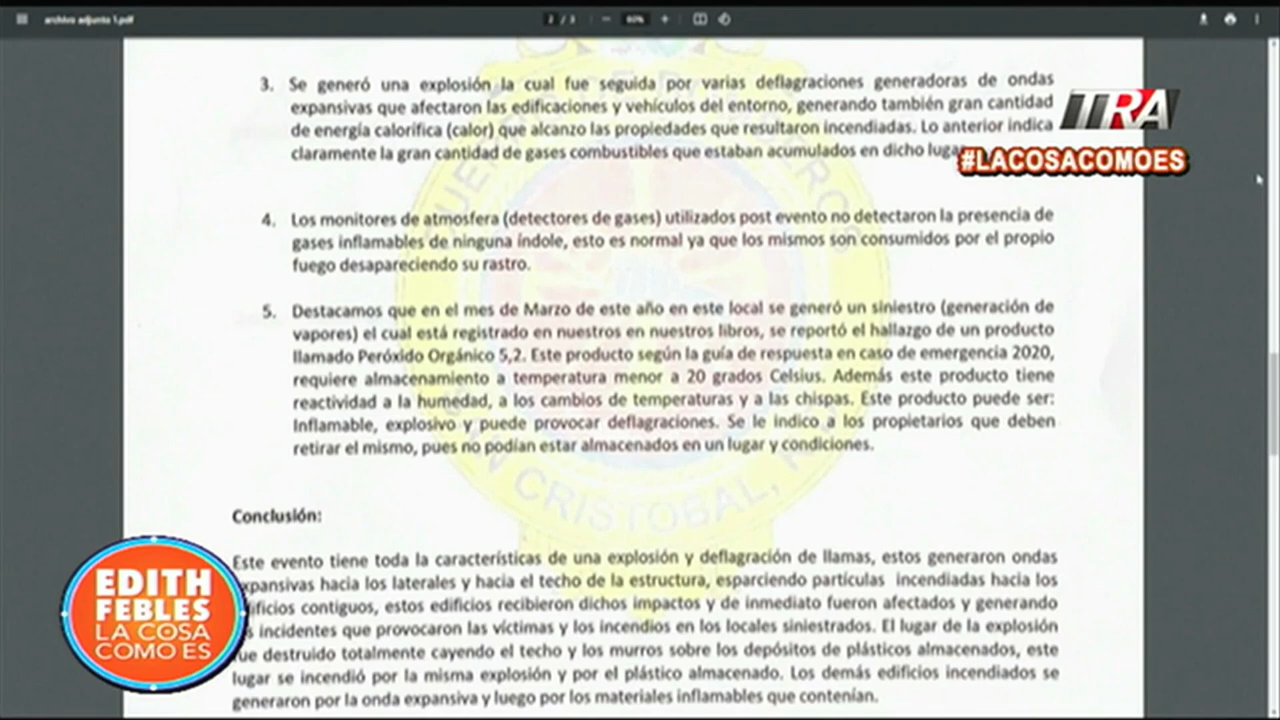 archivo adjunto 1.pdf
2 / 3
60%
3. Se generó una explosión la cual fue seguida por varias deflagraciones generadoras de ondas
expansivas que afectaron las edificaciones y vehículos del entorno, generando también gran cantidad
de energía calorifica (calor) que alcanzo las propiedades que resultaron incendiadas. Lo anterior indica
claramente la gran cantidad de gases combustibles que estaban acumulados en dicho
TRA
#LACOSACOMOES
4. Los monitores de atmosfera (detectores de gases) utilizados post evento no detectaron la presencia de
gases inflamables de ninguna índole, esto es normal ya que los mismos son consumidos por el propio
fuego desapareciendo su rastro.
5. Destacamos que en el mes de Marzo de este año en este local se generó un siniestro (generación de
vapores) el cual está registrado en nuestros en nuestros libros, se reportó el hallazgo de un producto
llamado Peróxido Orgánico 5,2. Este producto según la guía de respuesta en caso de emergencia 2020,
requiere almacenamiento a temperatura menor a 20 grados Celsius. Además este producto tiene
reactividad a la humedad, a los cambios de temperaturas y a las chispas. Este producto puede ser:
Inflamable, explosivo y puede provocar deflagraciones. Se le indico a los propietarios que deben
retirar el mismo, pues no podían estar almacenados en un lugar y condiciones.
SAN CRISTOBAL,
Conclusión:
Este evento tiene toda la características de una explosión y deflagración de llamas, estos generaron ondas
expansivas hacia los laterales y hacia el techo de la estructura, esparciendo partículas incendiadas hacia los
edificios contiguos, estos edificios recibieron dichos impactos y de inmediato fueron afectados y generando
incidentes que provocaron las víctimas y los incendios en los locales siniestrados. El lugar de la explosión
fue destruido totalmente cayendo el techo y los murros sobre los depósitos de plásticos almacenados, este
lugar se incendió por la misma explosión y por el plástico almacenado. Los demás edificios incendiados se
generaron por la onda expansiva y luego por los materiales inflamables que contenían.
EDITH
FEBLES
LA COSA
COMO ES